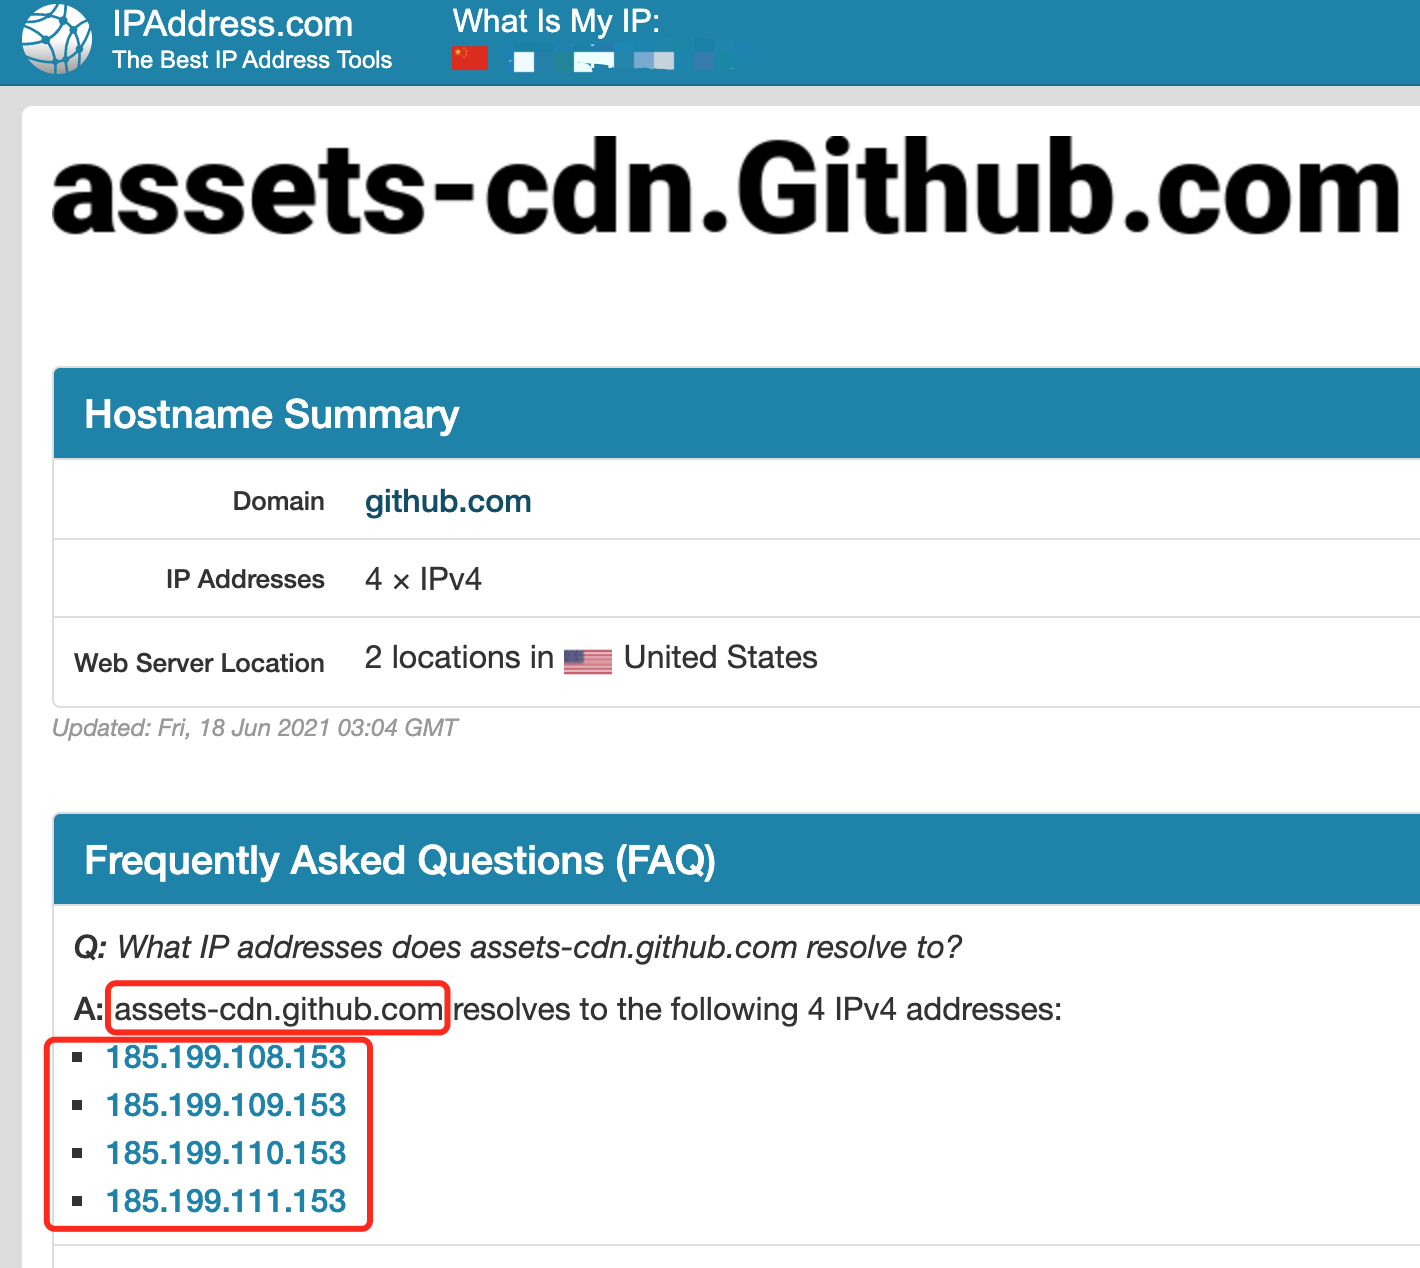 IPAddress.com
The Best IP Address Tools
What Is My IP:
assets-cdn.Github.com
Hostname Summary
Domain github.com
IP Addresses 4 × IPv4
Web Server Location 2 locations in United States
Updated: Fri, 18 Jun 2021 03:04 GMT
Frequently Asked Questions (FAQ)
Q: What IP addresses does assets-cdn.github.com resolve to?
A: assets-cdn.github.com resolves to the following 4 IPv4 addresses:
185.199.108.153
185.199.109.153
185.199.110.153
185.199.111.153